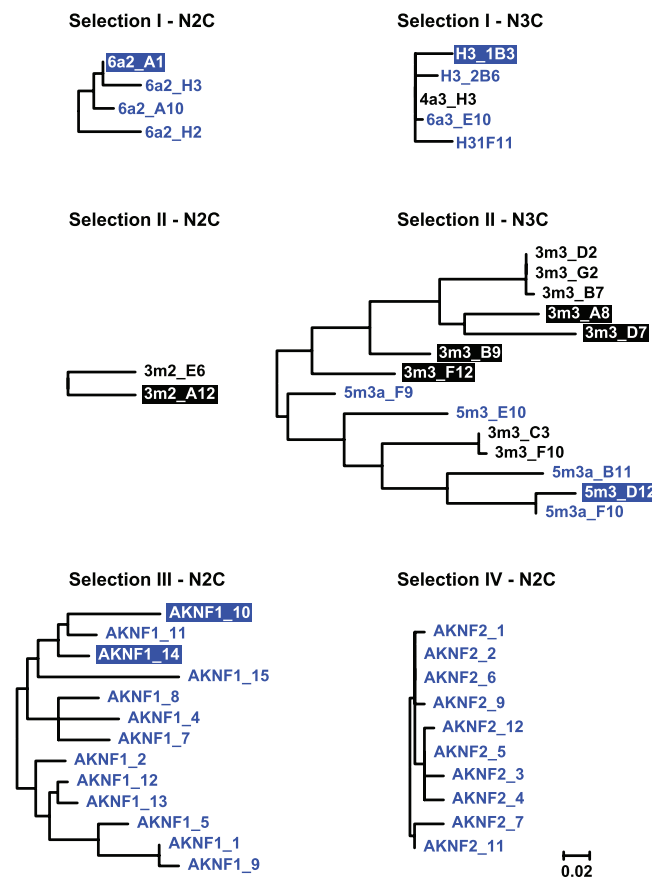 Selection I - N2C
6a2_A1
6a2_H3
6a2_A10
6a2_H2
Selection I - N3C
H3_1B3
H3_2B6
4a3_H3
6a3_E10
H31F11
Selection II - N2C
3m2_E6
3m2_A12
Selection II - N3C
3m3_D2
3m3_G2
3m3_B7
3m3_A8
3m3_D7
3m3_B9
3m3_F12
5m3a_F9
5m3_E10
3m3_C3
3m3_F10
5m3a_B11
5m3_D12
5m3a_F10
Selection III - N2C
AKNF1_10
AKNF1_11
AKNF1_14
AKNF1_15
AKNF1_8
AKNF1_4
AKNF1_7
AKNF1_2
AKNF1_12
AKNF1_13
AKNF1_5
AKNF1_1
AKNF1_9
Selection IV - N2C
AKNF2_1
AKNF2_2
AKNF2_6
AKNF2_9
AKNF2_12
AKNF2_5
AKNF2_3
AKNF2_4
AKNF2_7
AKNF2_11
0.02